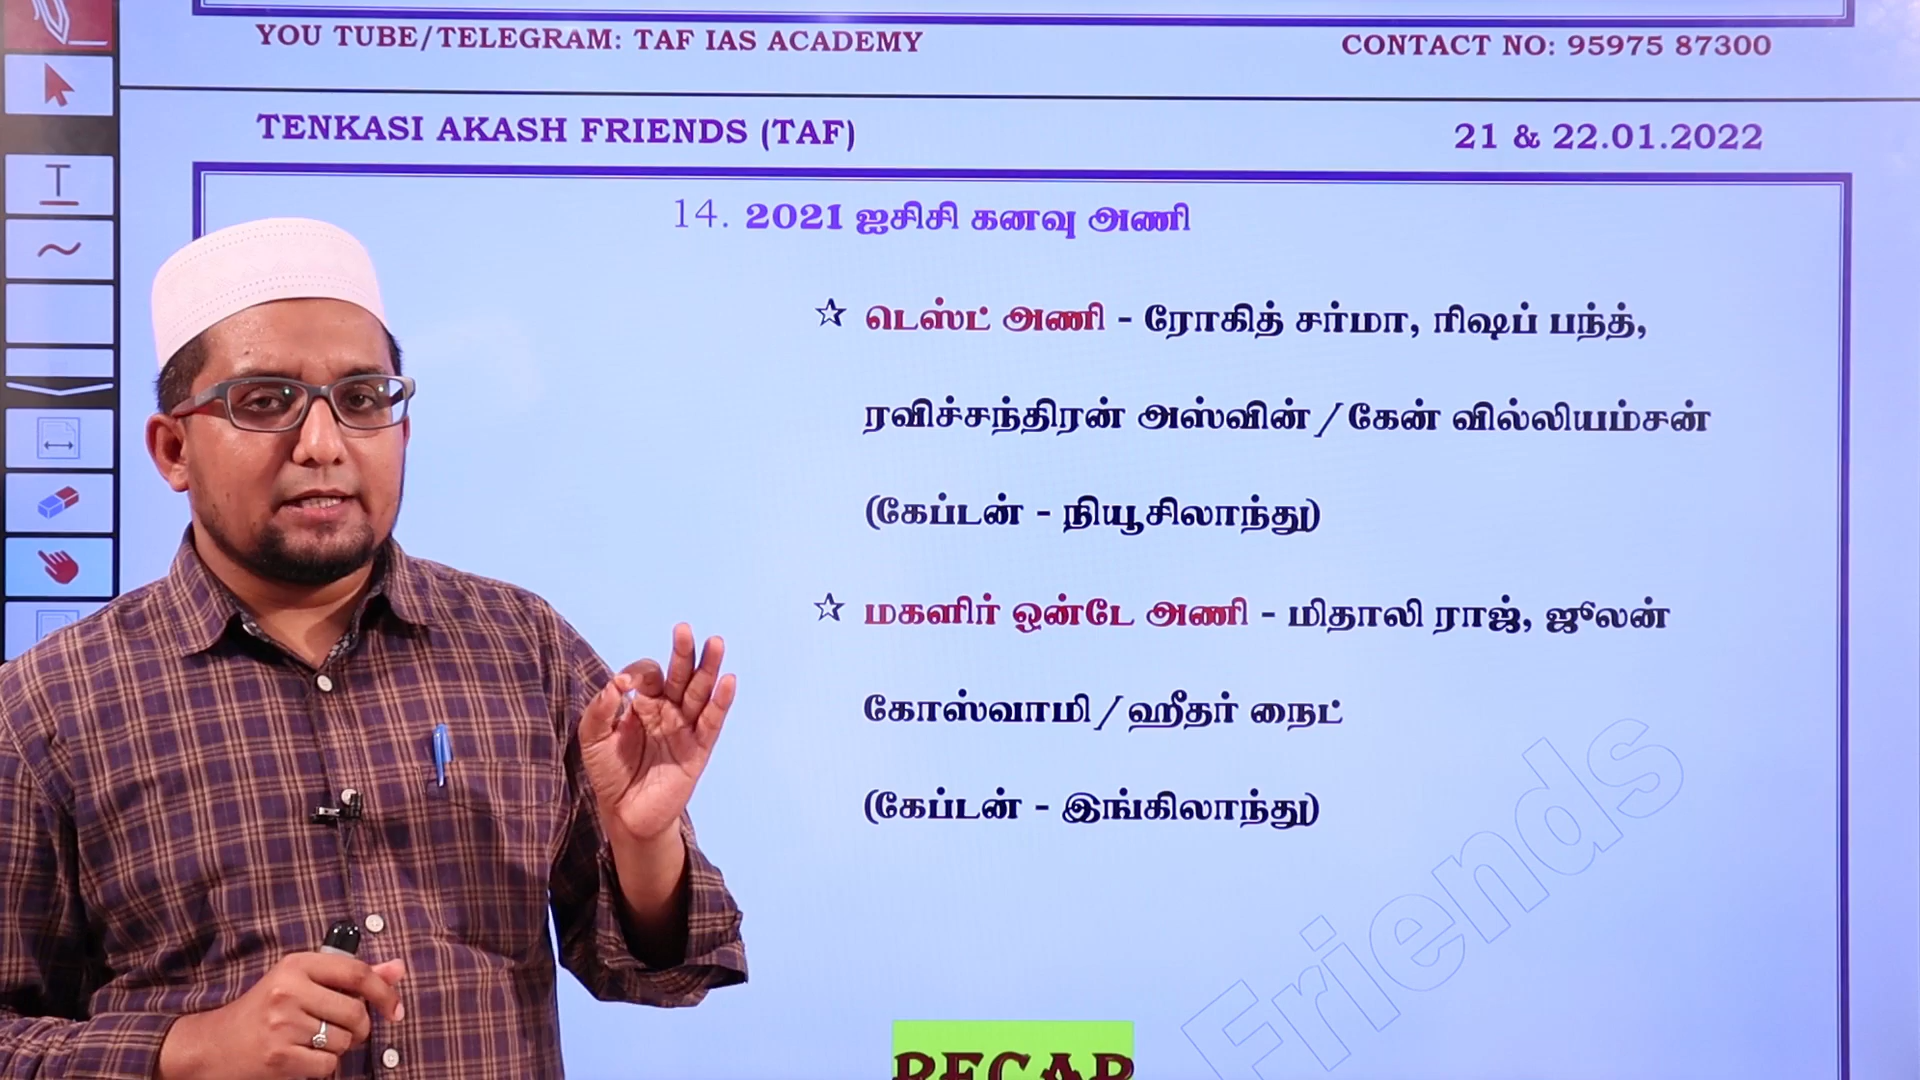 YOU TUBE/TELEGRAM: TAF IAS ACADEMY CONTACT NO: 95975 87300
TENKASI AKASH FRIENDS (TAF) 21 & 22.01.2022
14. 2021 ஐசிசி கனவு அணி
☆ டெஸ்ட் அணி - ரோகித் சர்மா, ரிஷப் பந்த்,
ரவிச்சந்திரன் அஸ்வின் / கேன் வில்லியம்சன்
(கேப்டன் - நியூசிலாந்து)
☆ மகளிர் ஒன்டே அணி - மிதாலி ராஜ், ஜூலன்
கோஸ்வாமி / ஹீதர் நைட்
(கேப்டன் - இங்கிலாந்து)
Friends
RECAP